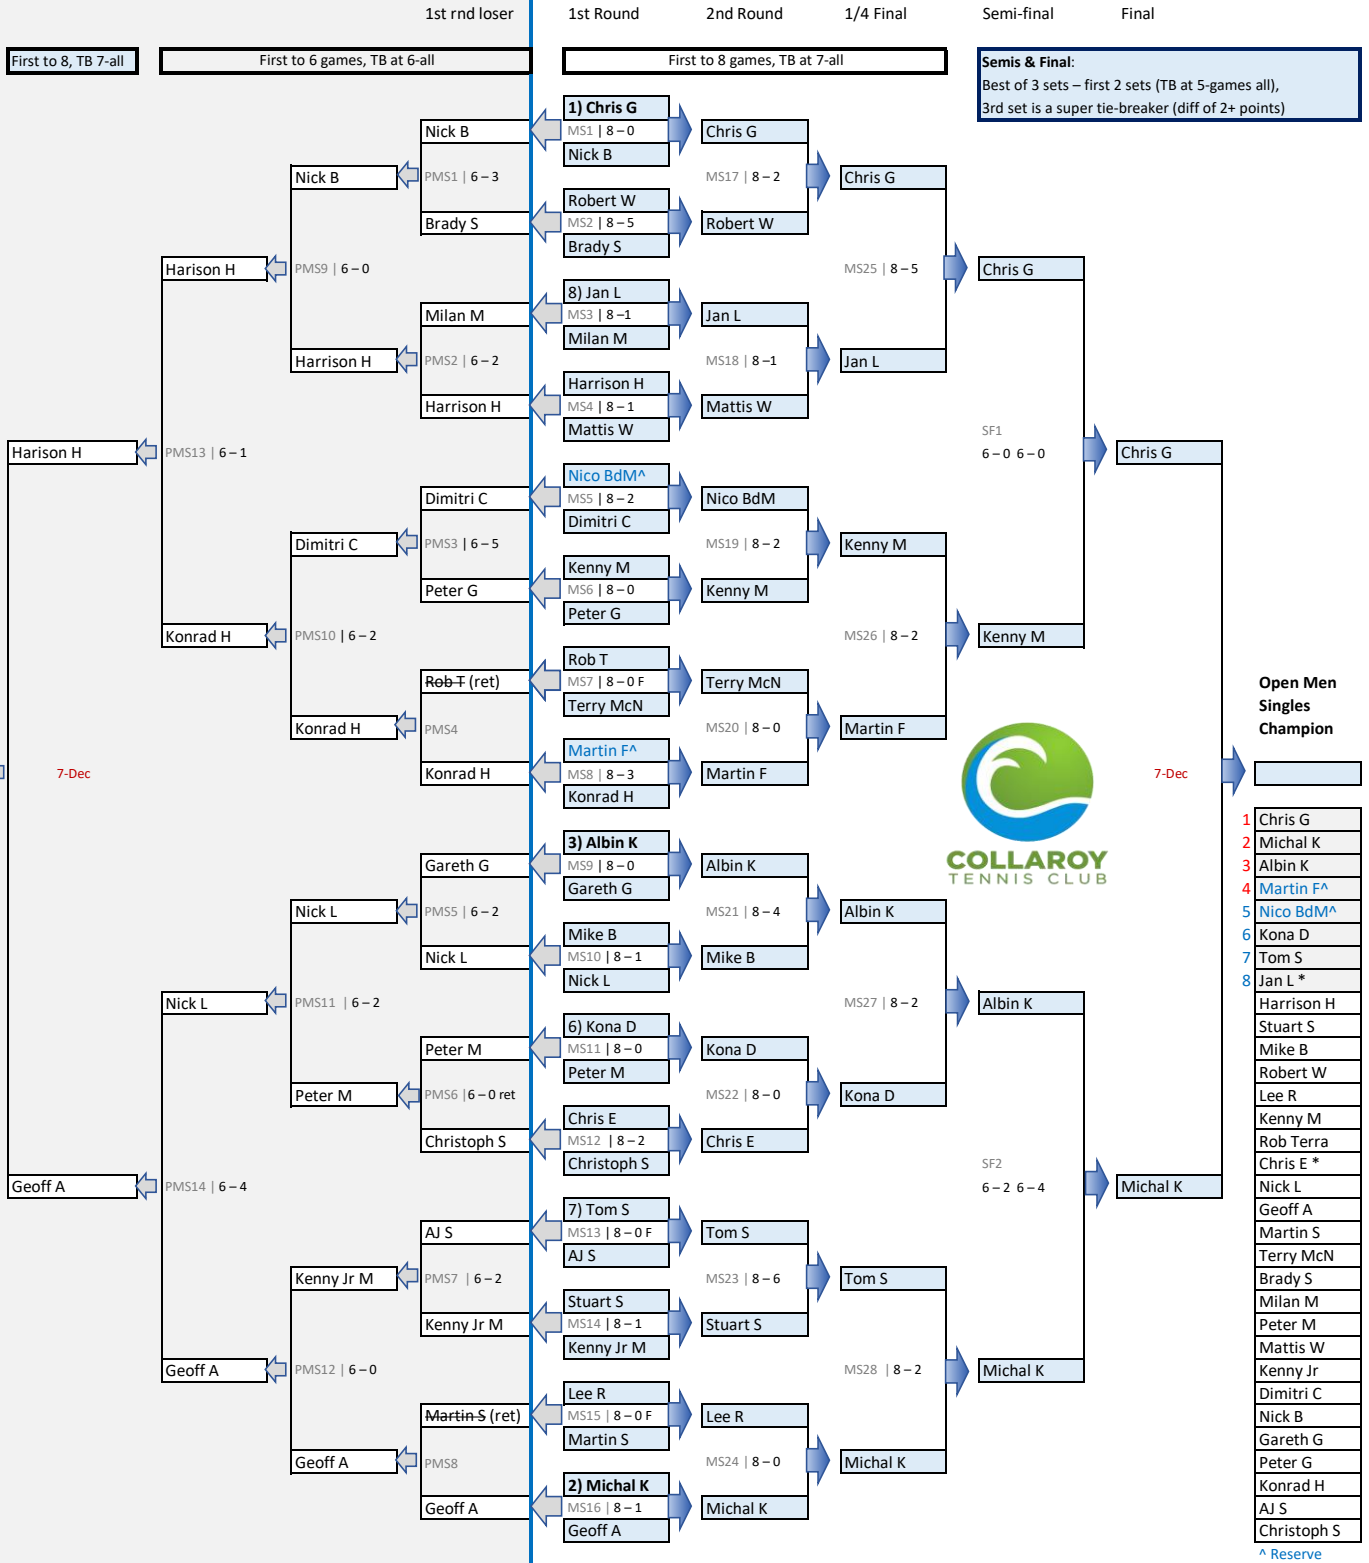 1st rnd loser
1st Round
2nd Round
1/4 Final
Semi-final
Final
First to 8, TB 7-all
First to 6 games, TB at 6-all
First to 8 games, TB at 7-all
Semis & Final:
Best of 3 sets – first 2 sets (TB at 5-games all),
3rd set is a super tie-breaker (diff of 2+ points)
Harison H
7-Dec
Geoff A
Harison H
PMS13 | 6 – 1
Konrad H
Nick L
PMS14 | 6 – 4
Geoff A
Nick B
PMS9 | 6 – 0
Harrison H
Dimitri C
PMS10 | 6 – 2
Konrad H
Nick L
PMS11 | 6 – 2
Peter M
Kenny Jr M
PMS12 | 6 – 0
Geoff A
Nick B
PMS1 | 6 – 3
Brady S
Milan M
PMS2 | 6 – 2
Harrison H
Dimitri C
PMS3 | 6 – 5
Peter G
Rob T (ret)
PMS4
Konrad H
Gareth G
PMS5 | 6 – 2
Nick L
Peter M
PMS6 | 6 – 0 ret
Christoph S
AJ S
PMS7 | 6 – 2
Kenny Jr M
Martin S (ret)
PMS8
Geoff A
1) Chris G
MS1 | 8 – 0
Nick B
Robert W
MS2 | 8 – 5
Brady S
8) Jan L
MS3 | 8 –1
Milan M
Harrison H
MS4 | 8 – 1
Mattis W
Nico BdM^
MS5 | 8 – 2
Dimitri C
Kenny M
MS6 | 8 – 0
Peter G
Rob T
MS7 | 8 – 0 F
Terry McN
Martin F^
MS8 | 8 – 3
Konrad H
3) Albin K
MS9 | 8 – 0
Gareth G
Mike B
MS10 | 8 – 1
Nick L
6) Kona D
MS11 | 8 – 0
Peter M
Chris E
MS12 | 8 – 2
Christoph S
7) Tom S
MS13 | 8 – 0 F
AJ S
Stuart S
MS14 | 8 – 1
Kenny Jr M
Lee R
MS15 | 8 – 0 F
Martin S
2) Michal K
MS16 | 8 – 1
Geoff A
Chris G
MS17 | 8 – 2
Robert W
Jan L
MS18 | 8 –1
Mattis W
Nico BdM
MS19 | 8 – 2
Kenny M
Terry McN
MS20 | 8 – 0
Martin F
Albin K
MS21 | 8 – 4
Mike B
Kona D
MS22 | 8 – 0
Chris E
Tom S
MS23 | 8 – 6
Stuart S
Lee R
MS24 | 8 – 0
Michal K
Chris G
MS25 | 8 – 5
Jan L
Kenny M
MS26 | 8 – 2
Martin F
Albin K
MS27 | 8 – 2
Kona D
Tom S
MS28 | 8 – 2
Michal K
Chris G
SF1
6 – 0 6 – 0
Kenny M
COLLAROY
TENNIS CLUB
Albin K
SF2
6 – 2 6 – 4
Michal K
Chris G
7-Dec
Michal K
Open Men
Singles
Champion
1 Chris G
2 Michal K
3 Albin K
4 Martin F^
5 Nico BdM^
6 Kona D
7 Tom S
8 Jan L *
Harrison H
Stuart S
Mike B
Robert W
Lee R
Kenny M
Rob Terra
Chris E *
Nick L
Geoff A
Martin S
Terry McN
Brady S
Milan M
Peter M
Mattis W
Kenny Jr
Dimitri C
Nick B
Gareth G
Peter G
Konrad H
AJ S
Christoph S
^ Reserve